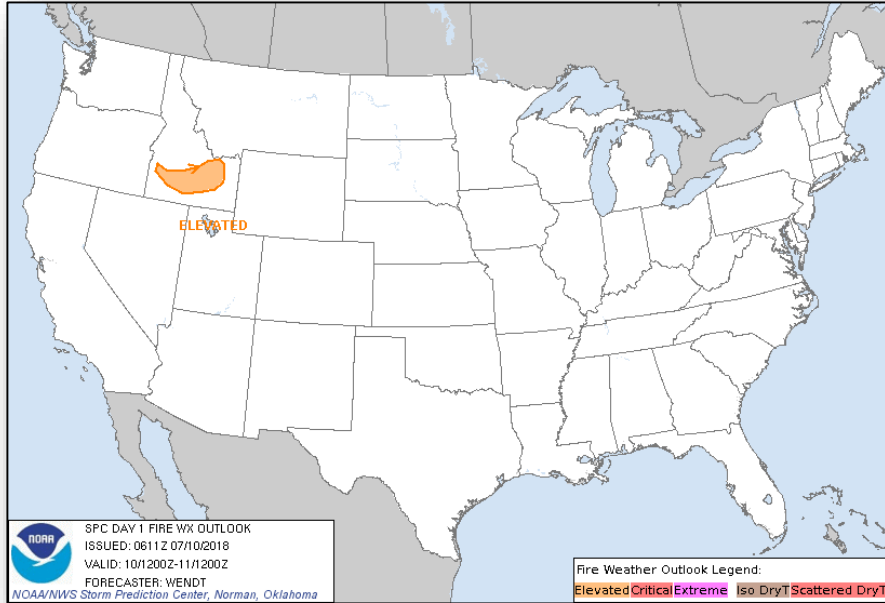 ELEVATED
NOAA
SPC DAY 1 FIRE WX OUTLOOK
ISSUED: 0611Z 07/10/2018
VALID: 10/1200Z-11/1200Z
FORECASTER: WENDT
NOAA/NWS Storm Prediction Center, Norman, Oklahoma
Fire Weather Outlook Legend:
Elevated Critical Extreme Iso DryT Scattered DryT